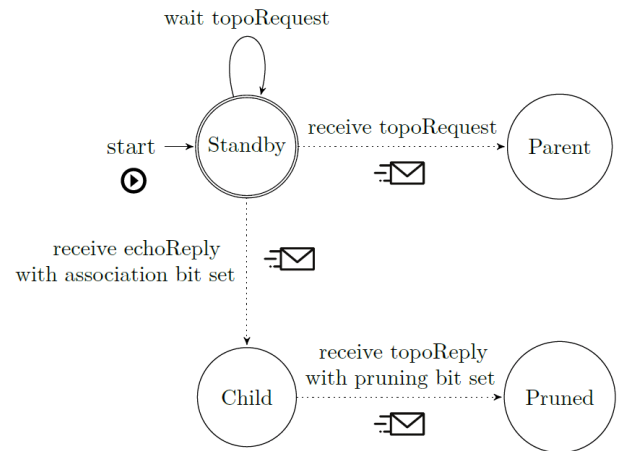 wait topoRequest
start
Standby
receive topoRequest
Parent
receive echoReply
with association bit set
Child
receive topoReply
with pruning bit set
Pruned